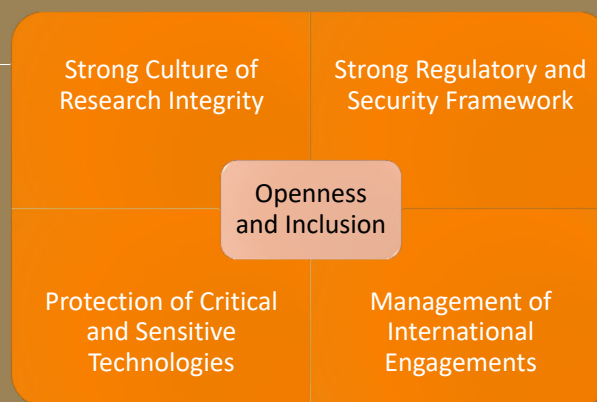 Strong Culture of
Research Integrity
Strong Regulatory and
Security Framework
Openness
and Inclusion
Protection of Critical
and Sensitive
Technologies
Management of
International
Engagements